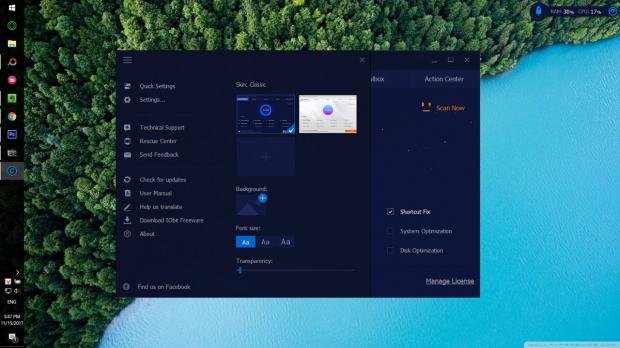 RAM: 30% CPU: 17%
lbox
Action Center
Quick Settings
Settings...
Technical Support
Rescue Center
Send Feedback
Check for updates
User Manual
Help us translate
Download IObit Freeware
About
Find us on Facebook
Skin: Classic
Background:
Font size:
Aa Aa Aa
Transparency:
Scan Now
Shortcut Fix
System Optimization
Disk Optimization
Manage License
Ps
ENG
5:47 PM
11/15/2017